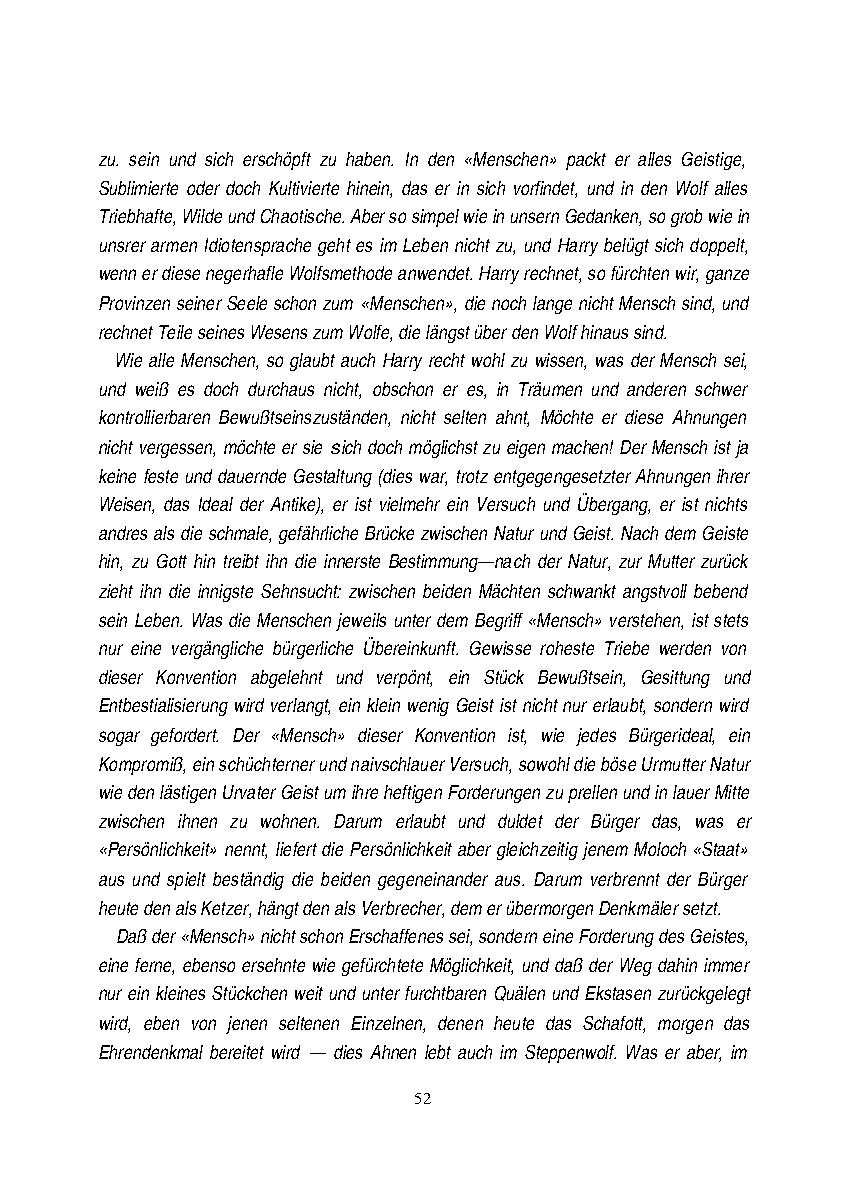 zu. sein und sich erschöpft zu haben. In den «Menschen» packt er alles Geistige,
Sublimierte oder doch Kultivierte hinein, das er in sich vorfindet, und in den Wolf alles
Triebhafte, Wilde und Chaotische. Aber so simpel wie in unsern Gedanken, so grob wie in
unsrer armen Idiotensprache geht es im Leben nicht zu, und Harry belügt sich doppelt,
wenn er diese negerhafle Wolfsmethode anwendet. Harry rechnet, so fürchten wir, ganze
Provinzen seiner Seele schon zum «Menschen», die noch lange nicht Mensch sind, und
rechnet Teile seines Wesens zum Wolfe, die längst über den Wolf hinaus sind.
Wie alle Menschen, so glaubt auch Harry recht wohl zu wissen, was der Mensch sei,
und weiß es doch durchaus nicht, obschon er es, in Träumen und anderen schwer
kontrollierbaren Bewußtseinszuständen, nicht selten ahnt, Möchte er diese Ahnungen
nicht vergessen, möchte er sie sich doch möglichst zu eigen machen! Der Mensch ist ja
keine feste und dauernde Gestaltung (dies war, trotz entgegengesetzter Ahnungen ihrer
Weisen, das Ideal der Antike), er ist vielmehr ein Versuch und Übergang, er ist nichts
andres als die schmale, gefährliche Brücke zwischen Natur und Geist. Nach dem Geiste
hin, zu Gott hin treibt ihn die innerste Bestimmung—nach der Natur, zur Mutter zurück
zieht ihn die innigste Sehnsucht: zwischen beiden Mächten schwankt angstvoll bebend
sein Leben. Was die Menschen jeweils unter dem Begriff «Mensch» verstehen, ist stets
nur eine vergängliche bürgerliche Übereinkunft. Gewisse roheste Triebe werden von
dieser Konvention abgelehnt und verpönt, ein Stück Bewußtsein, Gesittung und
Entbestialisierung wird verlangt, ein klein wenig Geist ist nicht nur erlaubt, sondern wird
sogar gefordert. Der «Mensch» dieser Konvention ist, wie jedes Bürgerideal, ein
Kompromiß, ein schüchterner und naivschlauer Versuch, sowohl die böse Urmutter Natur
wie den lästigen Urvater Geist um ihre heftigen Forderungen zu prellen und in lauer Mitte
zwischen ihnen zu wohnen. Darum erlaubt und duldet der Bürger das, was er
«Persönlichkeit» nennt, liefert die Persönlichkeit aber gleichzeitig jenem Moloch «Staat»
aus und spielt beständig die beiden gegeneinander aus. Darum verbrennt der Bürger
heute den als Ketzer, hängt den als Verbrecher, dem er übermorgen Denkmäler setzt.
Daß der «Mensch» nicht schon Erschaffenes sei, sondern eine Forderung des Geistes,
eine ferne, ebenso ersehnte wie gefürchtete Möglichkeit, und daß der Weg dahin immer
nur ein kleines Stückchen weit und unter furchtbaren Quälen und Ekstasen zurückgelegt
wird, eben von jenen seltenen Einzelnen, denen heute das Schafott, morgen das
Ehrendenkmal bereitet wird — dies Ahnen lebt auch im Steppenwolf. Was er aber, im
52